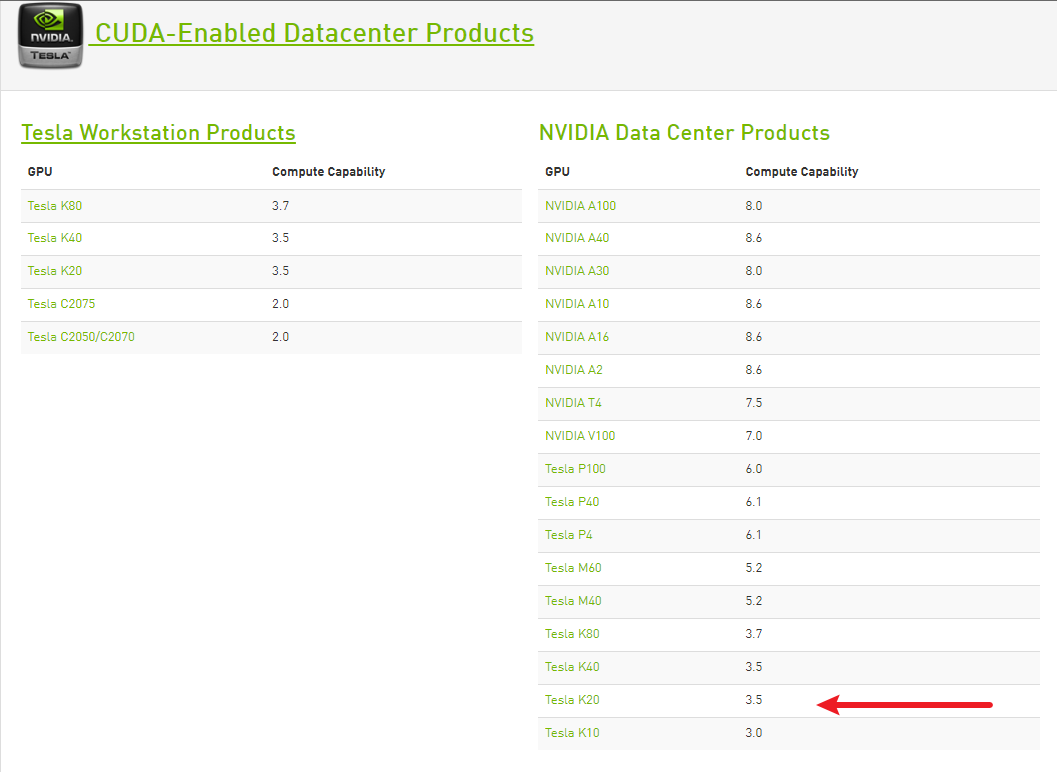 NVIDIA.
TESLA
CUDA-Enabled Datacenter Products
Tesla Workstation Products
GPU Compute Capability
Tesla K80 3.7
Tesla K40 3.5
Tesla K20 3.5
Tesla C2075 2.0
Tesla C2050/C2070 2.0
NVIDIA Data Center Products
GPU Compute Capability
NVIDIA A100 8.0
NVIDIA A40 8.6
NVIDIA A30 8.0
NVIDIA A10 8.6
NVIDIA A16 8.6
NVIDIA A2 8.6
NVIDIA T4 7.5
NVIDIA V100 7.0
Tesla P100 6.0
Tesla P40 6.1
Tesla P4 6.1
Tesla M60 5.2
Tesla M40 5.2
Tesla K80 3.7
Tesla K40 3.5
Tesla K20 3.5
Tesla K10 3.0